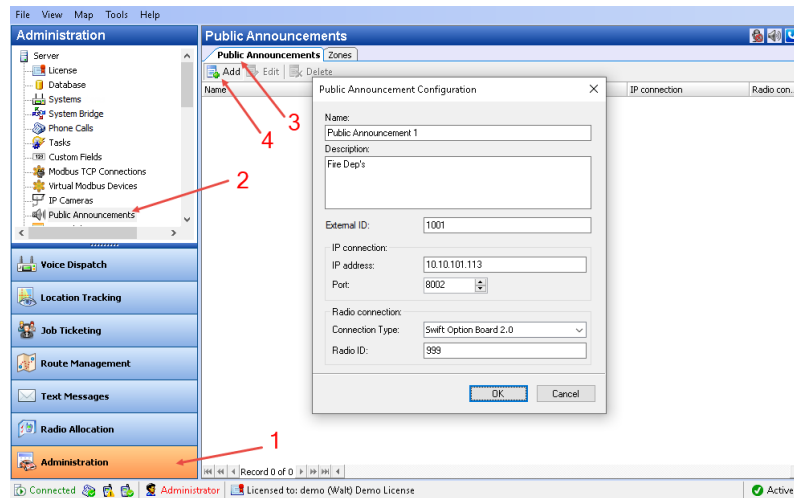 File View Map Tools Help
Administration
Server
License
Database
Systems
System Bridge
Phone Calls
Tasks
Custom Fields
Modbus TCP Connections
Virtual Modbus Devices
IP Cameras
Public Announcements
2
Voice Dispatch
Location Tracking
Job Ticketing
Route Management
Text Messages
Radio Allocation
Administration
1
Public Announcements
Public Announcements Zones
Add Edit Delete
Name IP connection Radio con..
3
4
Public Announcement Configuration
Name:
Public Announcement 1
Description:
Fire Dep's
External ID: 1001
IP connection:
IP address: 10.10.101.113
Port: 8002
Radio connection:
Connection Type: Swift Option Board 2.0
Radio ID: 999
OK Cancel
Record 0 of 0
Connected Administrator Licensed to: demo (Walt) Demo License Active